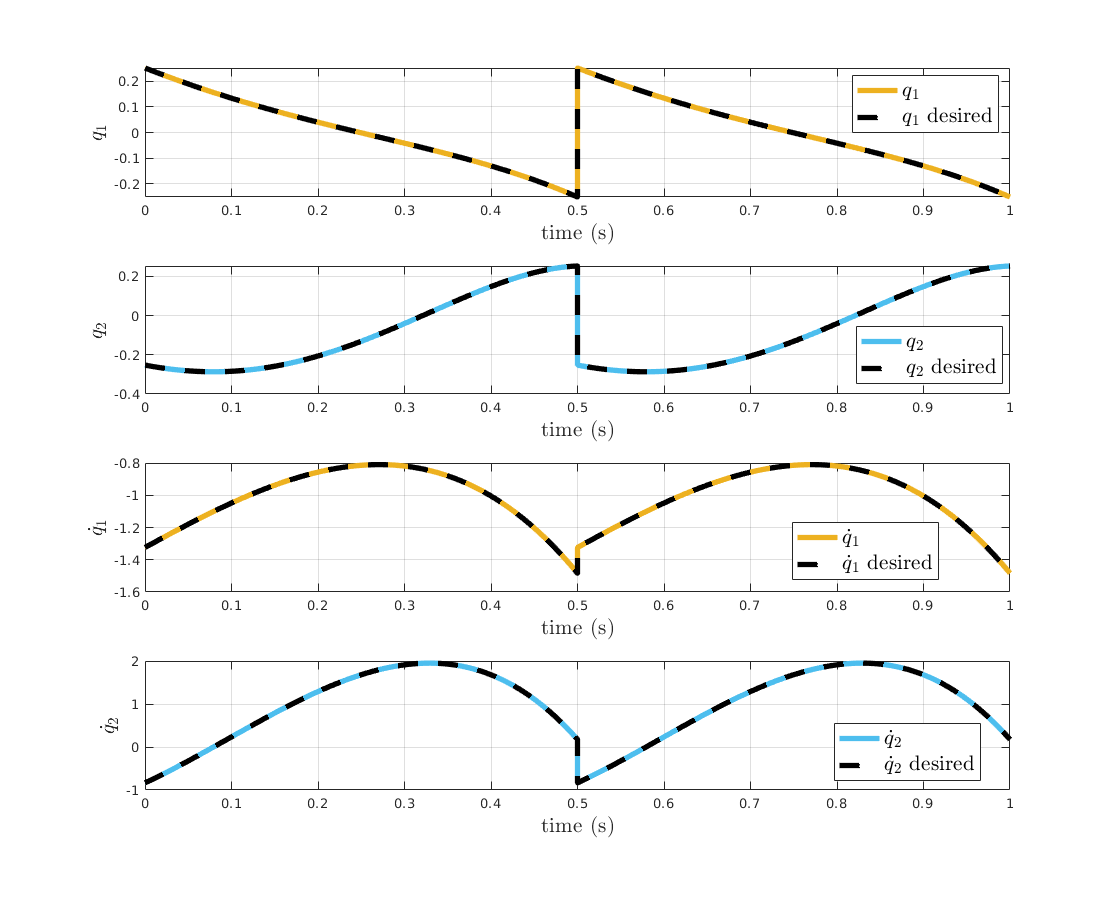 0.2
0.1
0
-0.1
-0.2
q₁
q₁
q₁ desired
0 0.1 0.2 0.3 0.4 0.5 0.6 0.7 0.8 0.9 1
time (s)
0.2
0
-0.2
-0.4
q₂
q₂
q₂ desired
0 0.1 0.2 0.3 0.4 0.5 0.6 0.7 0.8 0.9 1
time (s)
-0.8
-1
-1.2
-1.4
-1.6
q̇₁
q̇₁
q̇₁ desired
0 0.1 0.2 0.3 0.4 0.5 0.6 0.7 0.8 0.9 1
time (s)
2
1
0
-1
q̇₂
q̇₂
q̇₂ desired
0 0.1 0.2 0.3 0.4 0.5 0.6 0.7 0.8 0.9 1
time (s)